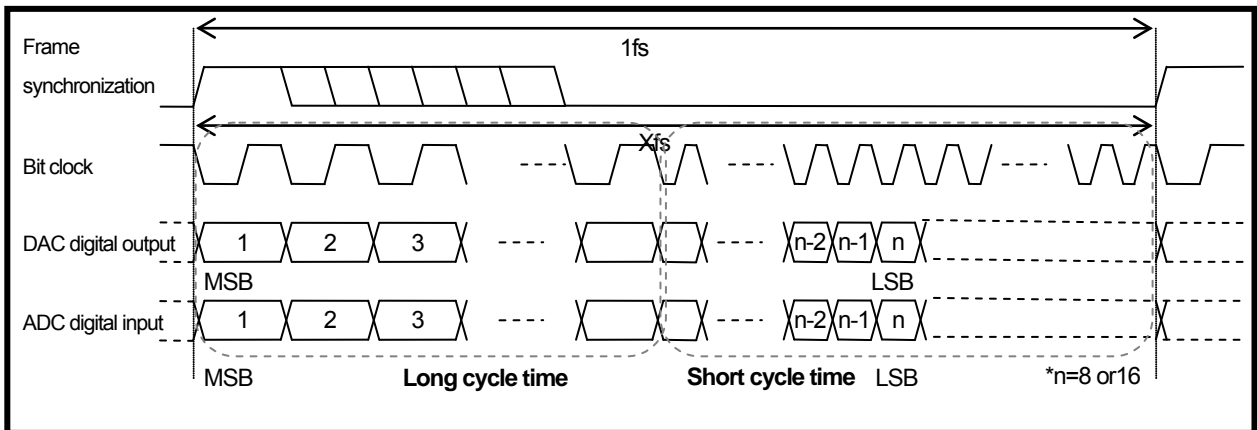 1fs
Frame
synchronization
Xfs
Bit clock
DAC digital output 1 2 3 n-2 n-1 n
MSB LSB
ADC digital input 1 2 3 n-2 n-1 n
MSB Long cycle time Short cycle time LSB *n=8 or16